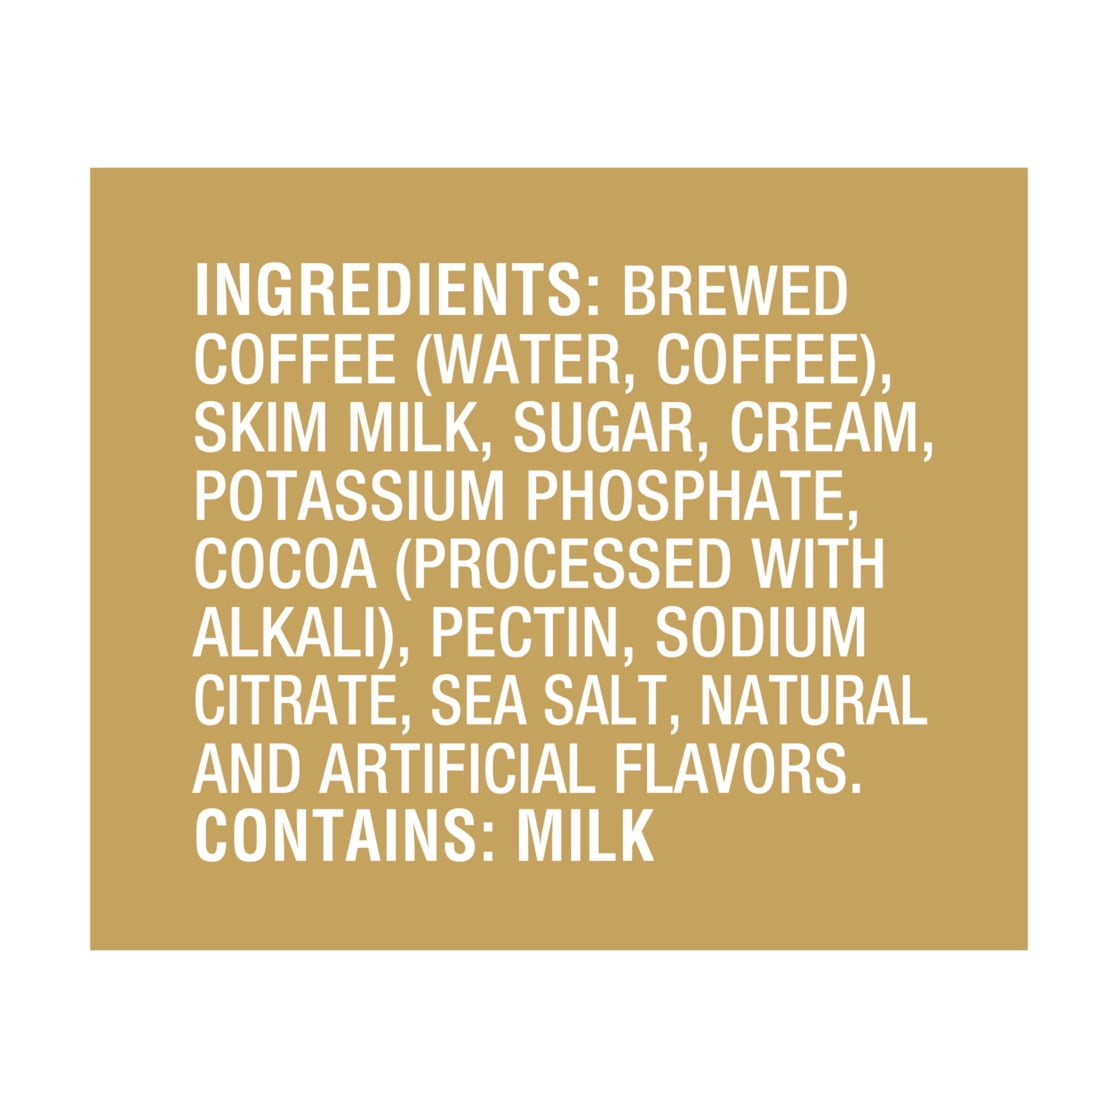 INGREDIENTS: BREWED
COFFEE (WATER, COFFEE),
SKIM MILK, SUGAR, CREAM,
POTASSIUM PHOSPHATE,
COCOA (PROCESSED WITH
ALKALI), PECTIN, SODIUM
CITRATE, SEA SALT, NATURAL
AND ARTIFICIAL FLAVORS.
CONTAINS: MILK